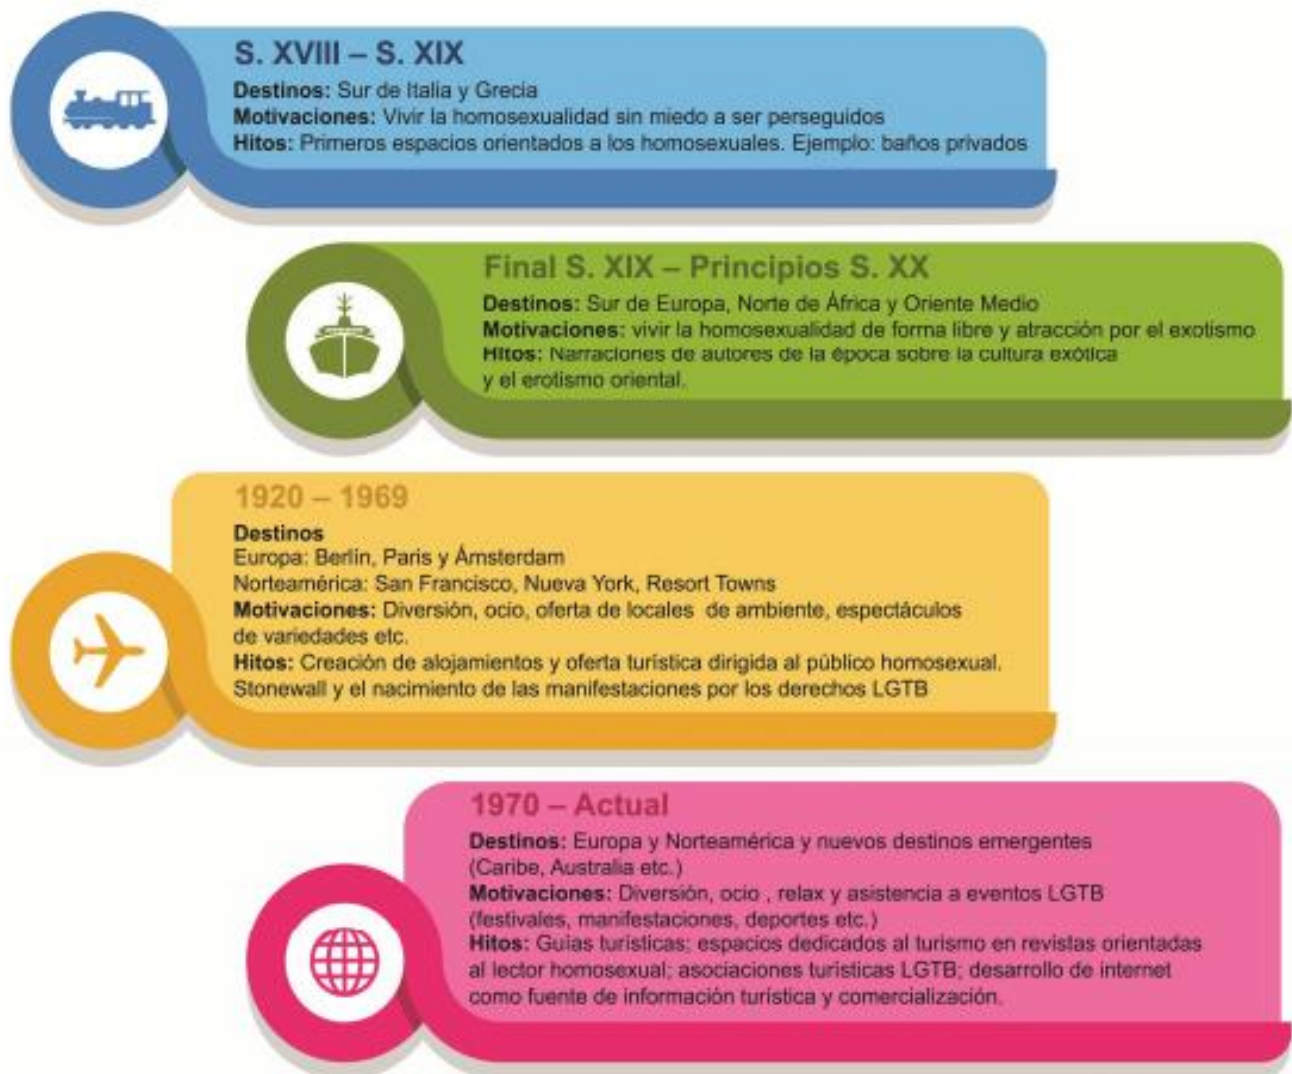 S. XVIII – S. XIX
Destinos: Sur de Italia y Grecia
Motivaciones: Vivir la homosexualidad sin miedo a ser perseguidos
Hitos: Primeros espacios orientados a los homosexuales. Ejemplo: baños privados
Final S. XIX – Principios S. XX
Destinos: Sur de Europa, Norte de África y Oriente Medio
Motivaciones: vivir la homosexualidad de forma libre y atracción por el exotismo
Hitos: Narraciones de autores de la época sobre la cultura exótica
y el erotismo oriental.
1920 – 1969
Destinos
Europa: Berlín, Paris y Ámsterdam
Norteamérica: San Francisco, Nueva York, Resort Towns
Motivaciones: Diversión, ocio, oferta de locales de ambiente, espectáculos
de variedades etc.
Hitos: Creación de alojamientos y oferta turística dirigida al público homosexual.
Stonewall y el nacimiento de las manifestaciones por los derechos LGTB
1970 – Actual
Destinos: Europa y Norteamérica y nuevos destinos emergentes
(Caribe, Australia etc.)
Motivaciones: Diversión, ocio , relax y asistencia a eventos LGTB
(festivales, manifestaciones, deportes etc.)
Hitos: Guías turísticas; espacios dedicados al turismo en revistas orientadas
al lector homosexual; asociaciones turísticas LGTB; desarrollo de internet
como fuente de información turística y comercialización.